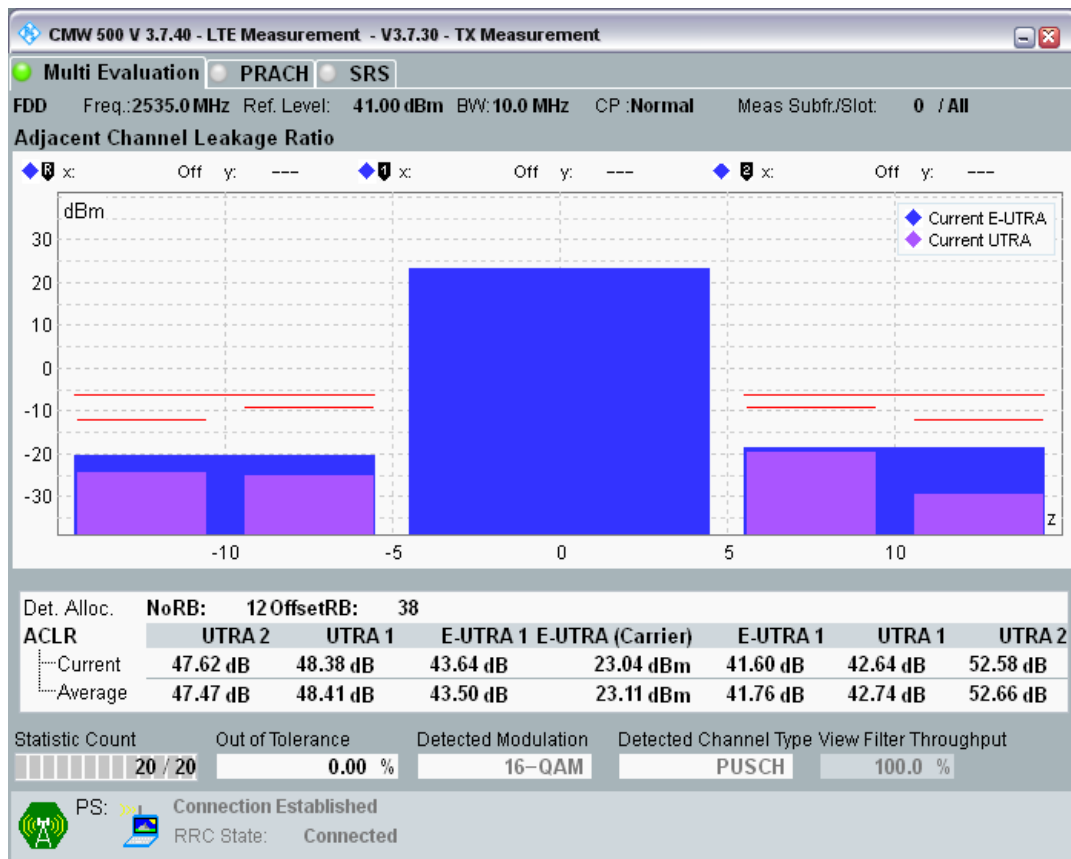 CMW 500 V 3.7.40 - LTE Measurement - V3.7.30 - TX Measurement
Multi Evaluation PRACH SRS
FDD Freq.:2535.0 MHz Ref. Level: 41.00 dBm BW:10.0 MHz CP :Normal Meas Subfr./Slot: 0 / All
Adjacent Channel Leakage Ratio
R x: Off y: --- 1 x: Off y: --- 2 x: Off y: ---
dBm
Current E-UTRA
Current UTRA
30
20
10
0
-10
-20
-30
z
-10 -5 0 5 10
Det. Alloc. NoRB: 12 OffsetRB: 38
ACLR UTRA 2 UTRA 1 E-UTRA 1 E-UTRA (Carrier) E-UTRA 1 UTRA 1 UTRA 2
Current 47.62 dB 48.38 dB 43.64 dB 23.04 dBm 41.60 dB 42.64 dB 52.58 dB
Average 47.47 dB 48.41 dB 43.50 dB 23.11 dBm 41.76 dB 42.74 dB 52.66 dB
Statistic Count Out of Tolerance Detected Modulation Detected Channel Type View Filter Throughput
20 / 20 0.00 % 16-QAM PUSCH 100.0 %
PS: Connection Established
RRC State: Connected